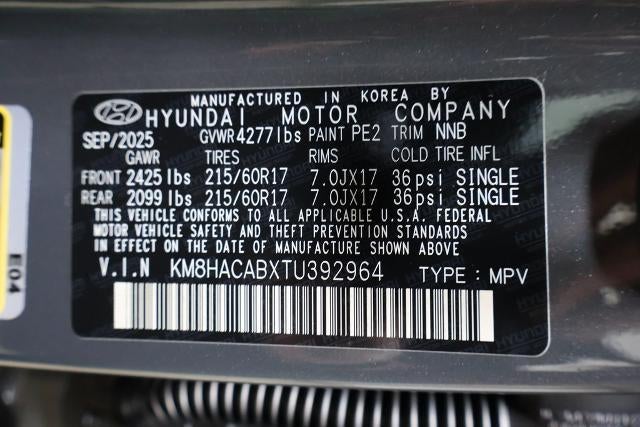 MANUFACTURED IN KOREA BY
HYUNDAI MOTOR COMPANY
SEP/2025 GVWR 4277 lbs PAINT PE2 TRIM NNB
GAWR TIRES RIMS COLD TIRE INFL
FRONT 2425 lbs 215/60R17 7.0JX17 36psi SINGLE
REAR 2099 lbs 215/60R17 7.0JX17 36psi SINGLE
THIS VEHICLE CONFORMS TO ALL APPLICABLE U.S.A. FEDERAL
MOTOR VEHICLE SAFETY AND THEFT PREVENTION STANDARDS
IN EFFECT ON THE DATE OF MANUFACTURE SHOWN ABOVE.
V.I.N KM8HACABXTU392964 TYPE : MPV
E04